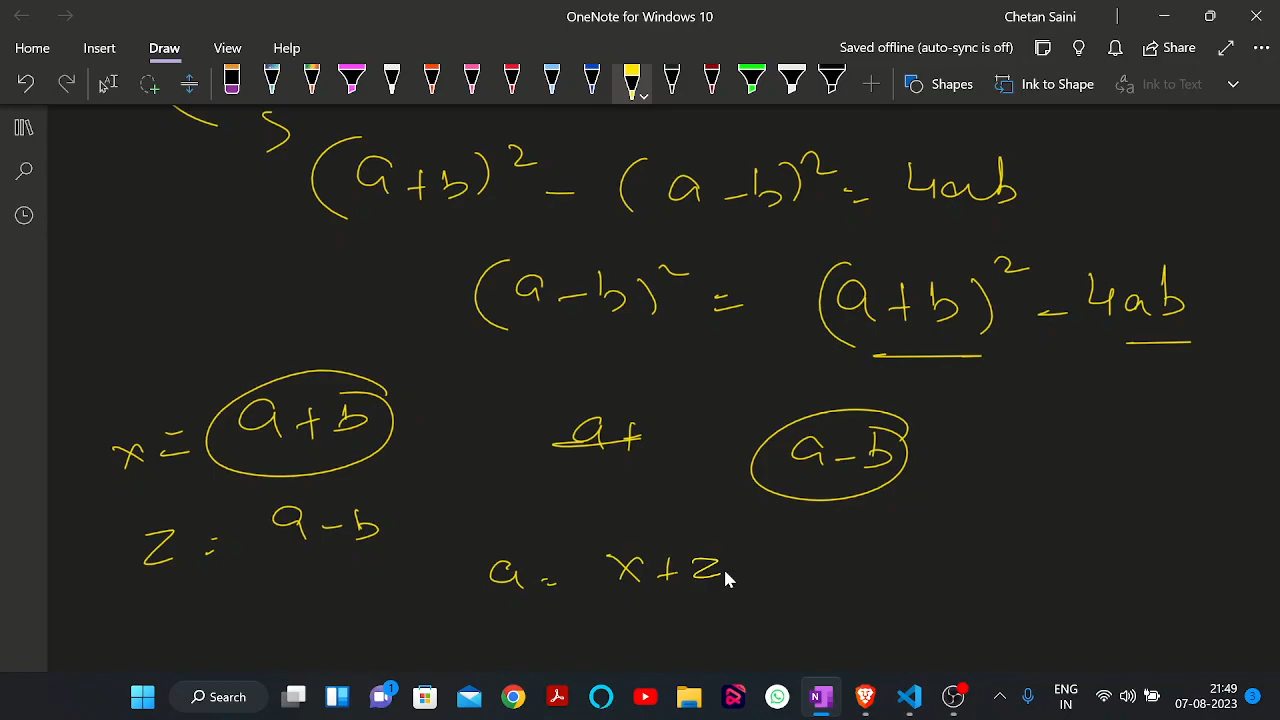 OneNote for Windows 10
Chetan Saini
Home Insert Draw View Help
Saved offline (auto-sync is off)
Share
Shapes
Ink to Shape
Ink to Text
(a+b)² - (a-b)² = 4ab
(a-b)² = (a+b)² - 4ab
x = a+b
a+
a-b
z = a-b
a = x+z
Search
1
ENG
IN
21:49
07-08-2023
3